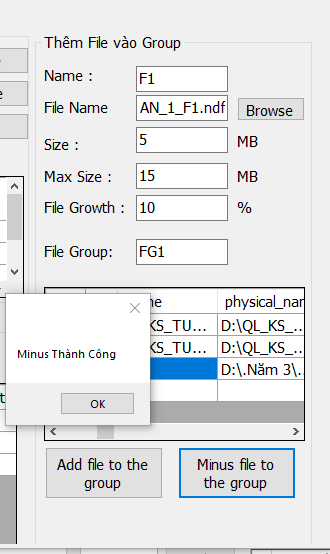 Thêm File vào Group
Name :
F1
File Name
AN_1_F1.ndf
Browse
Size :
5
MB
Max Size :
15
MB
File Growth :
10
%
File Group:
FG1
me
physical_nam
KS_TU...
D:\QL_KS_...
KS_TU...
D:\QL_KS_...
D:\.Năm 3\...
Minus Thành Công
OK
Add file to the
group
Minus file to
the group